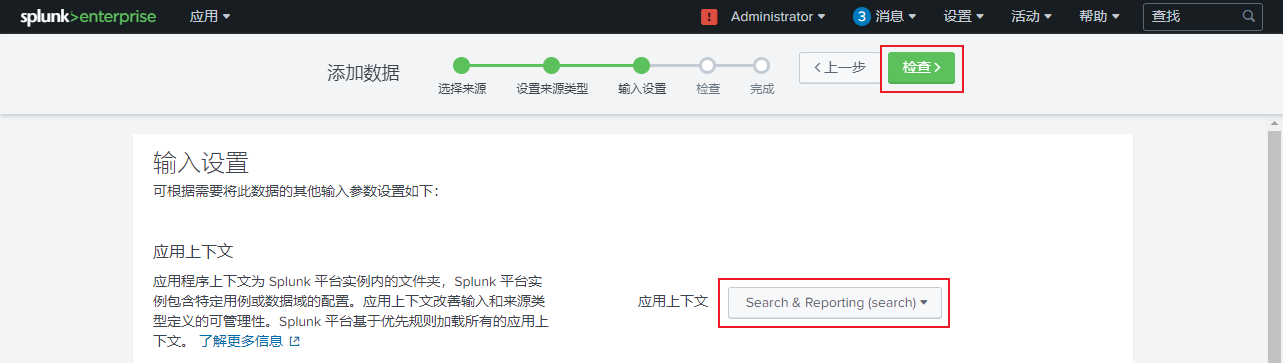 splunk>enterprise 应用 ! Administrator 3 消息 设置 活动 帮助 查找
添加数据 选择来源 设置来源类型 输入设置 检查 完成 <上一步 检查>
输入设置
可根据需要将此数据的其他输入参数设置如下：
应用上下文
应用程序上下文为 Splunk 平台实例内的文件夹，Splunk 平台实
例包含特定用例或数据域的配置。应用上下文改善输入和来源类
型定义的可管理性。Splunk 平台基于优先规则加载所有的应用上
下文。 了解更多信息
应用上下文 Search & Reporting (search)